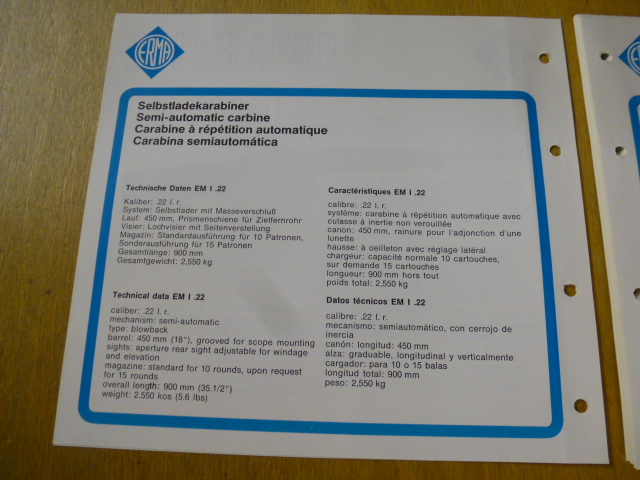 ERMA
Selbstladekarabiner
Semi-automatic carbine
Carabine à répétition automatique
Carabina semiautomática
Technische Daten EM I .22
Kaliber: .22 l. r.
System: Selbstlader mit Masseverschluß
Lauf: 450 mm, Prismenschiene für Zielfernrohr
Visier: Lochvisier mit Seitenverstellung
Magazin: Standardausführung für 10 Patronen,
Sonderausführung für 15 Patronen
Gesamtlänge: 900 mm
Gesamtgewicht: 2,550 kg
Technical data EM I .22
caliber: .22 l. r.
mechanism: semi-automatic
type: blowback
barrel: 450 mm (18"), grooved for scope mounting
sights: aperture rear sight adjustable for windage
and elevation
magazine: standard for 10 rounds, upon request
for 15 rounds
overall length: 900 mm (35.1/2")
weight: 2.550 kos (5.6 lbs)
Caractéristiques EM I .22
calibre: .22 l. r.
système: carabine à répétition automatique avec
culasse à inertie non verouillée
canon: 450 mm, rainure pour l'adjonction d'une
lunette
hausse: à oeilleton avec réglage latéral
chargeur: capacité normale 10 cartouches,
sur demande 15 cartouches
longueur: 900 mm hors tout
poids total: 2,550 kg
Datos técnicos EM I .22
calibre: .22 l. r.
mecanismo: semiautomático, con cerrojo de
inercia
canón: longitud: 450 mm
alza: graduable, longitudinal y verticalmente
cargador: para 10 o 15 balas
longitud total: 900 mm
peso: 2,550 kg